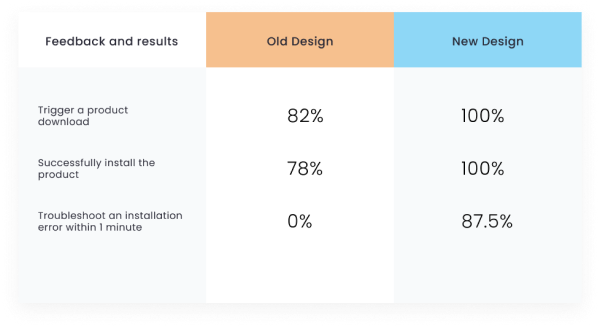 Feedback and results
Old Design
New Design
Trigger a product
download
82%
100%
Successfully install the
product
78%
100%
Troubleshoot an installation
error within 1 minute
0%
87.5%